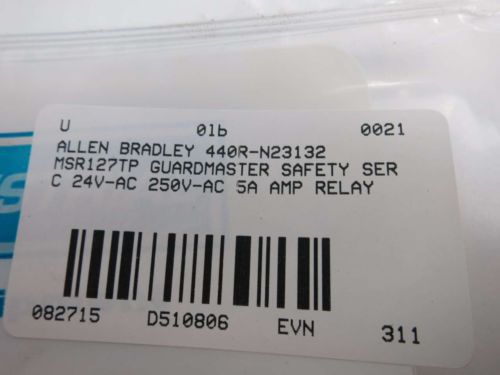 U 01b 0021
ALLEN BRADLEY 440R-N23132
MSR127TP GUARDMASTER SAFETY SER
C 24V-AC 250V-AC 5A AMP RELAY
082715 D510806 EVN 311